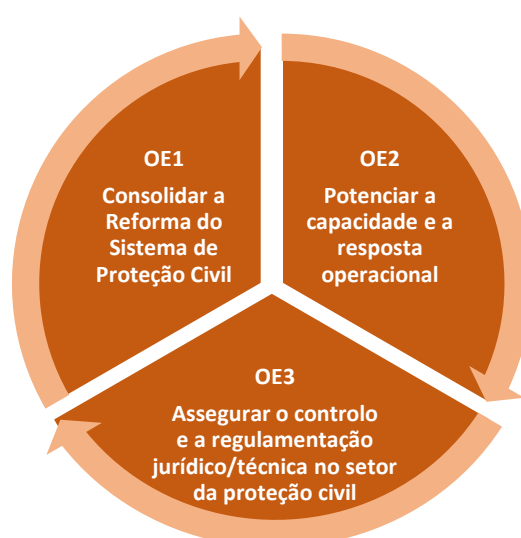 OE1
Consolidar a
Reforma do
Sistema de
Proteção Civil
OE2
Potenciar a
capacidade e a
resposta
operacional
OE3
Assegurar o controlo
e a regulamentação
jurídico/técnica no setor
da proteção civil